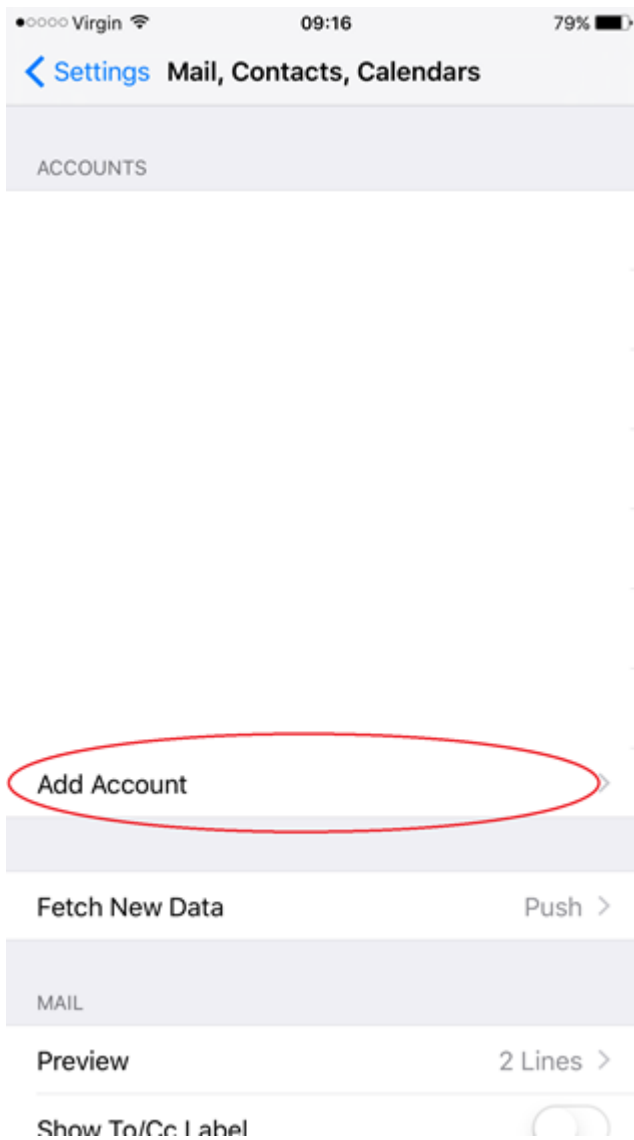 Virgin 09:16 79%
Settings Mail, Contacts, Calendars
ACCOUNTS
Add Account
Fetch New Data Push
MAIL
Preview 2 Lines
Show To/Cc Label